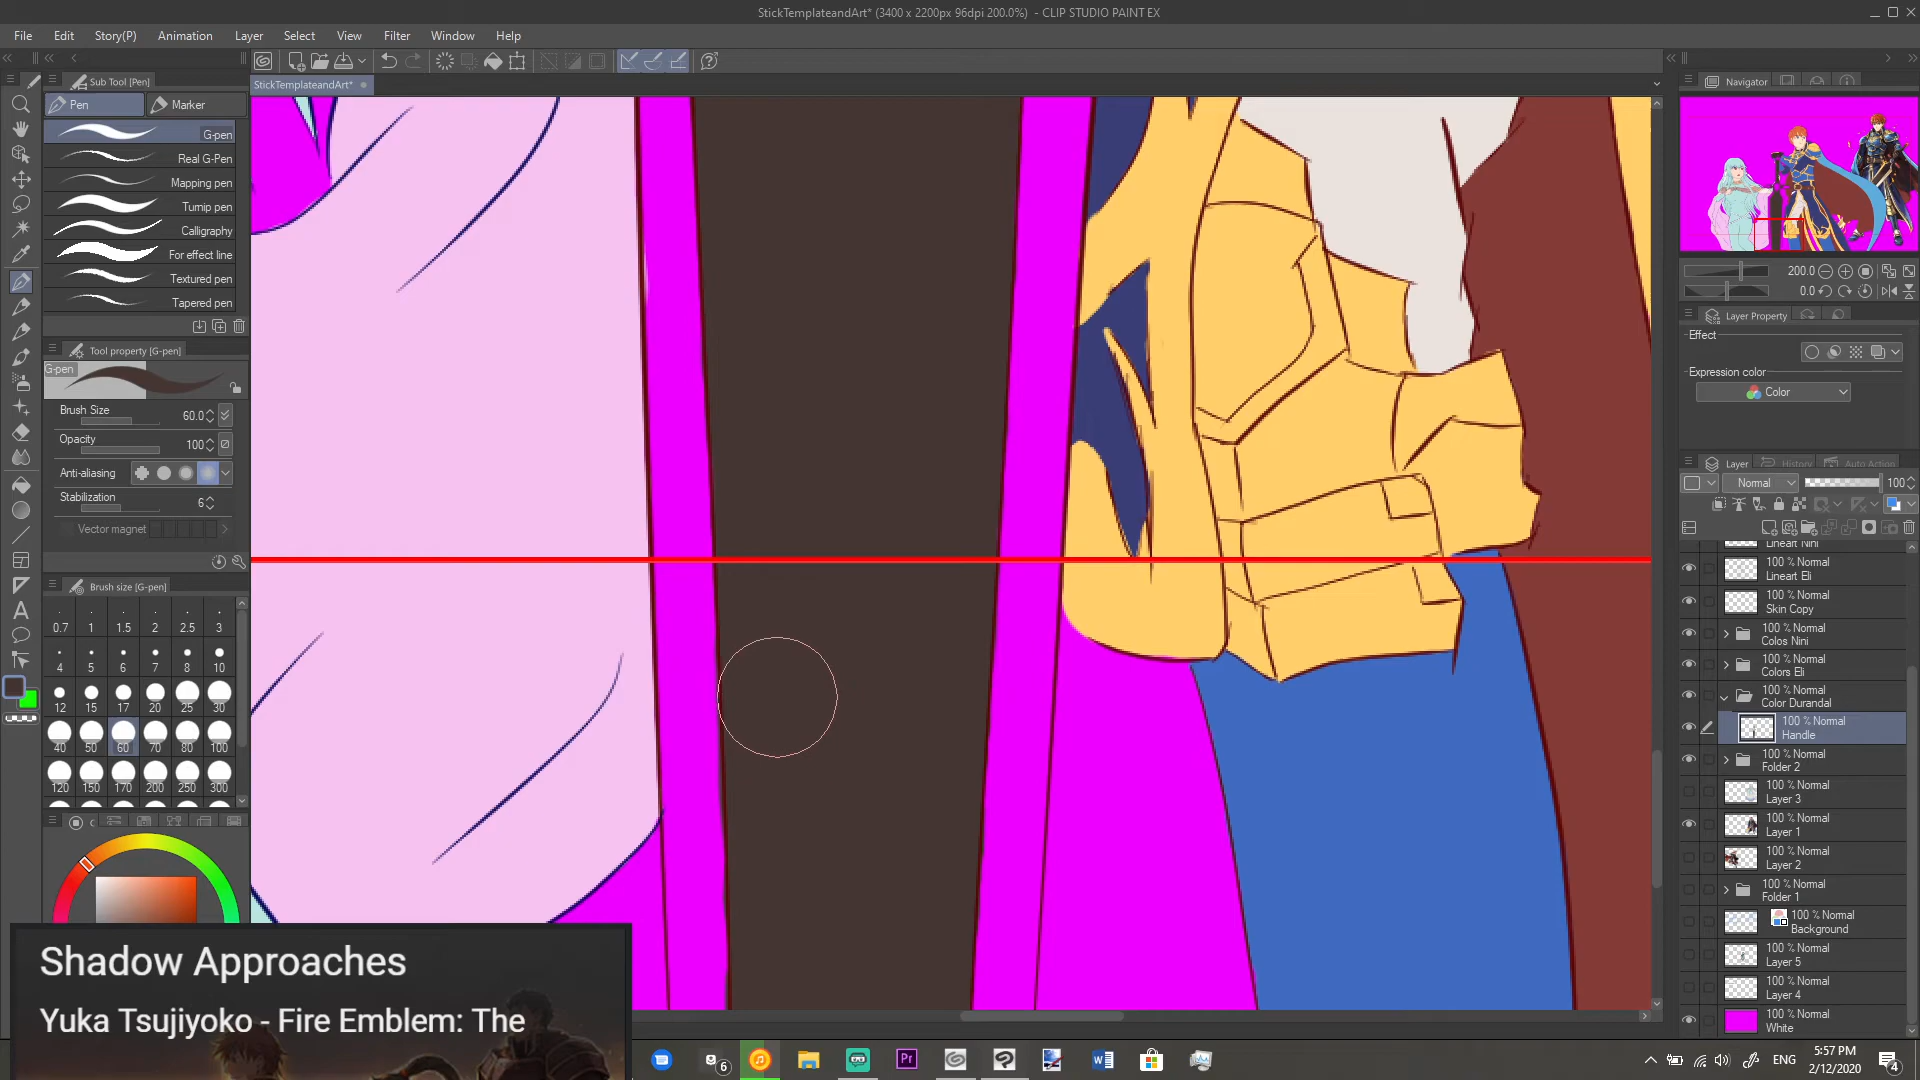 StickTemplateandArt* (3400 x 2200px 96dpi 200.0%) - CLIP STUDIO PAINT EX
File Edit Story(P) Animation Layer Select View Filter Window Help
Sub Tool [Pen]
StickTemplateandArt*
Navigator
Pen Marker
G-pen
Real G-Pen
Mapping pen
Turnip pen
Calligraphy
For effect line
Textured pen
Tapered pen
200.0
0.0
Layer Property
Effect
Expression color
Color
Tool property [G-pen]
G-pen
Brush Size 60.0
Opacity 100
Anti-aliasing
Stabilization 6
Vector magnet
Layer History Auto Action
Normal 100
Brush size [G-pen]
0.7 1 1.5 2 2.5 3
4 5 6 7 8 10
12 15 17 20 25 30
40 50 60 70 80 100
120 150 170 200 250 300
Lineart Nini
100 % Normal
Lineart Eli
100 % Normal
Skin Copy
100 % Normal
Colos Nini
100 % Normal
Colors Eli
100 % Normal
Color Durandal
100 % Normal
Handle
100 % Normal
Folder 2
100 % Normal
Layer 3
100 % Normal
Layer 1
100 % Normal
Layer 2
100 % Normal
Folder 1
100 % Normal
Background
100 % Normal
Layer 5
100 % Normal
Layer 4
100 % Normal
White
Shadow Approaches
Yuka Tsujiyoko - Fire Emblem: The
6
Pr
ENG
5:57 PM
2/12/2020
4